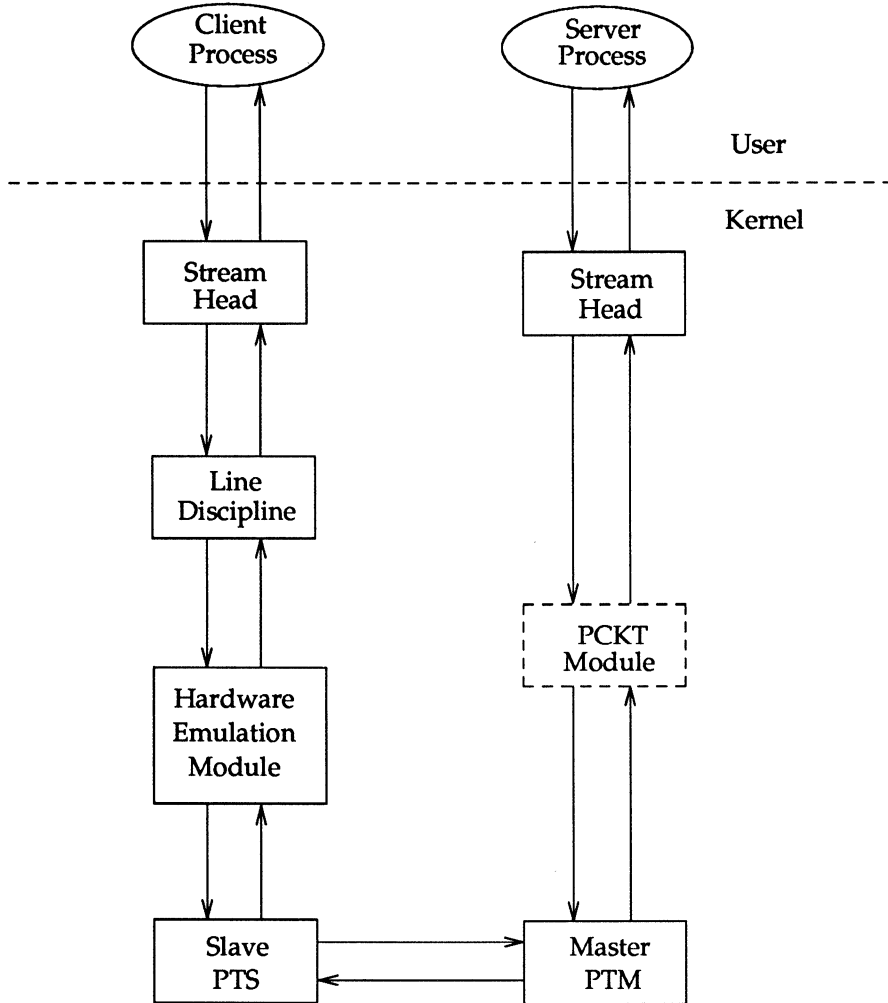 Client
Process
Server
Process
User
Kernel
Stream
Head
Stream
Head
Line
Discipline
PCKT
Module
Hardware
Emulation
Module
Slave
PTS
Master
PTM